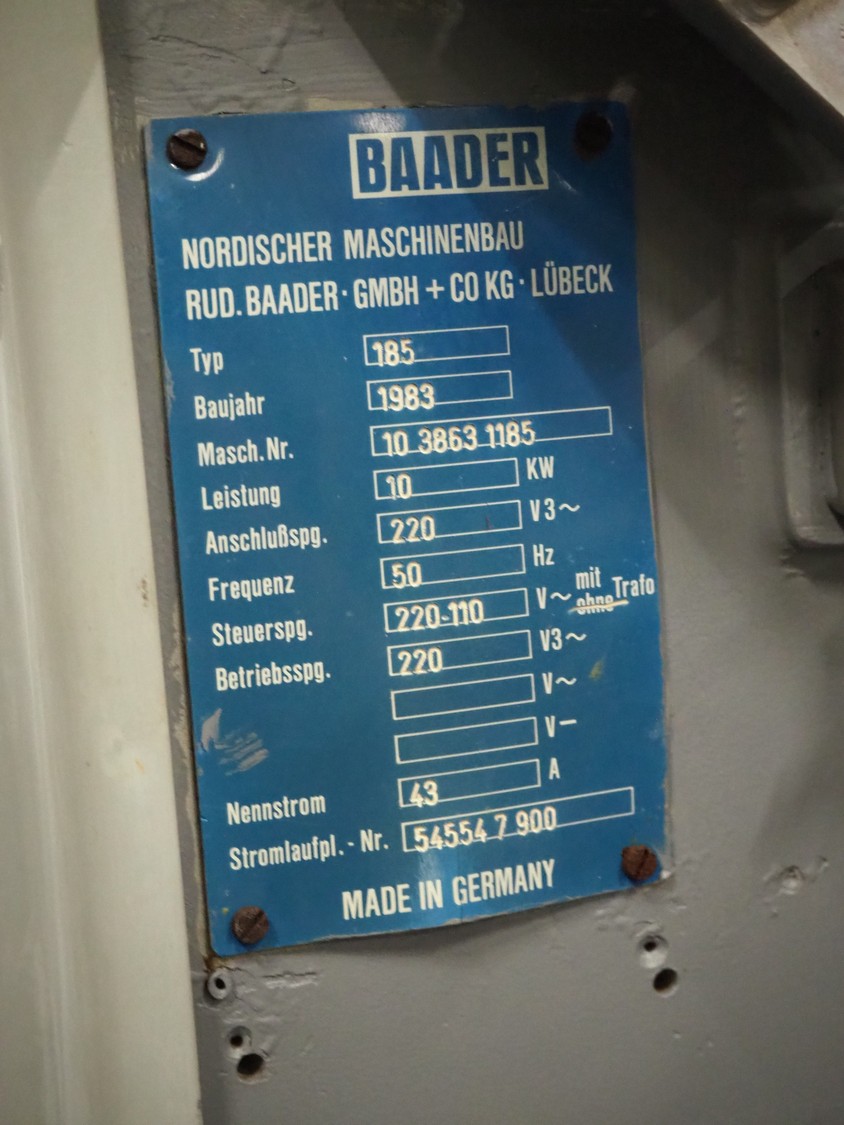 BAADER
NORDISCHER MASCHINENBAU
RUD. BAADER · GMBH + CO KG · LÜBECK
Typ 185
Baujahr 1983
Masch. Nr. 10 3863 1185
Leistung 10 KW
Anschlußspg. 220 V3~
Frequenz 50 Hz
Steuerspg. 220-110 V~ mit ohne Trafo
Betriebsspg. 220 V3~
V~
V–
Nennstrom 43 A
Stromlaufpl.- Nr. 54554 7 900
MADE IN GERMANY